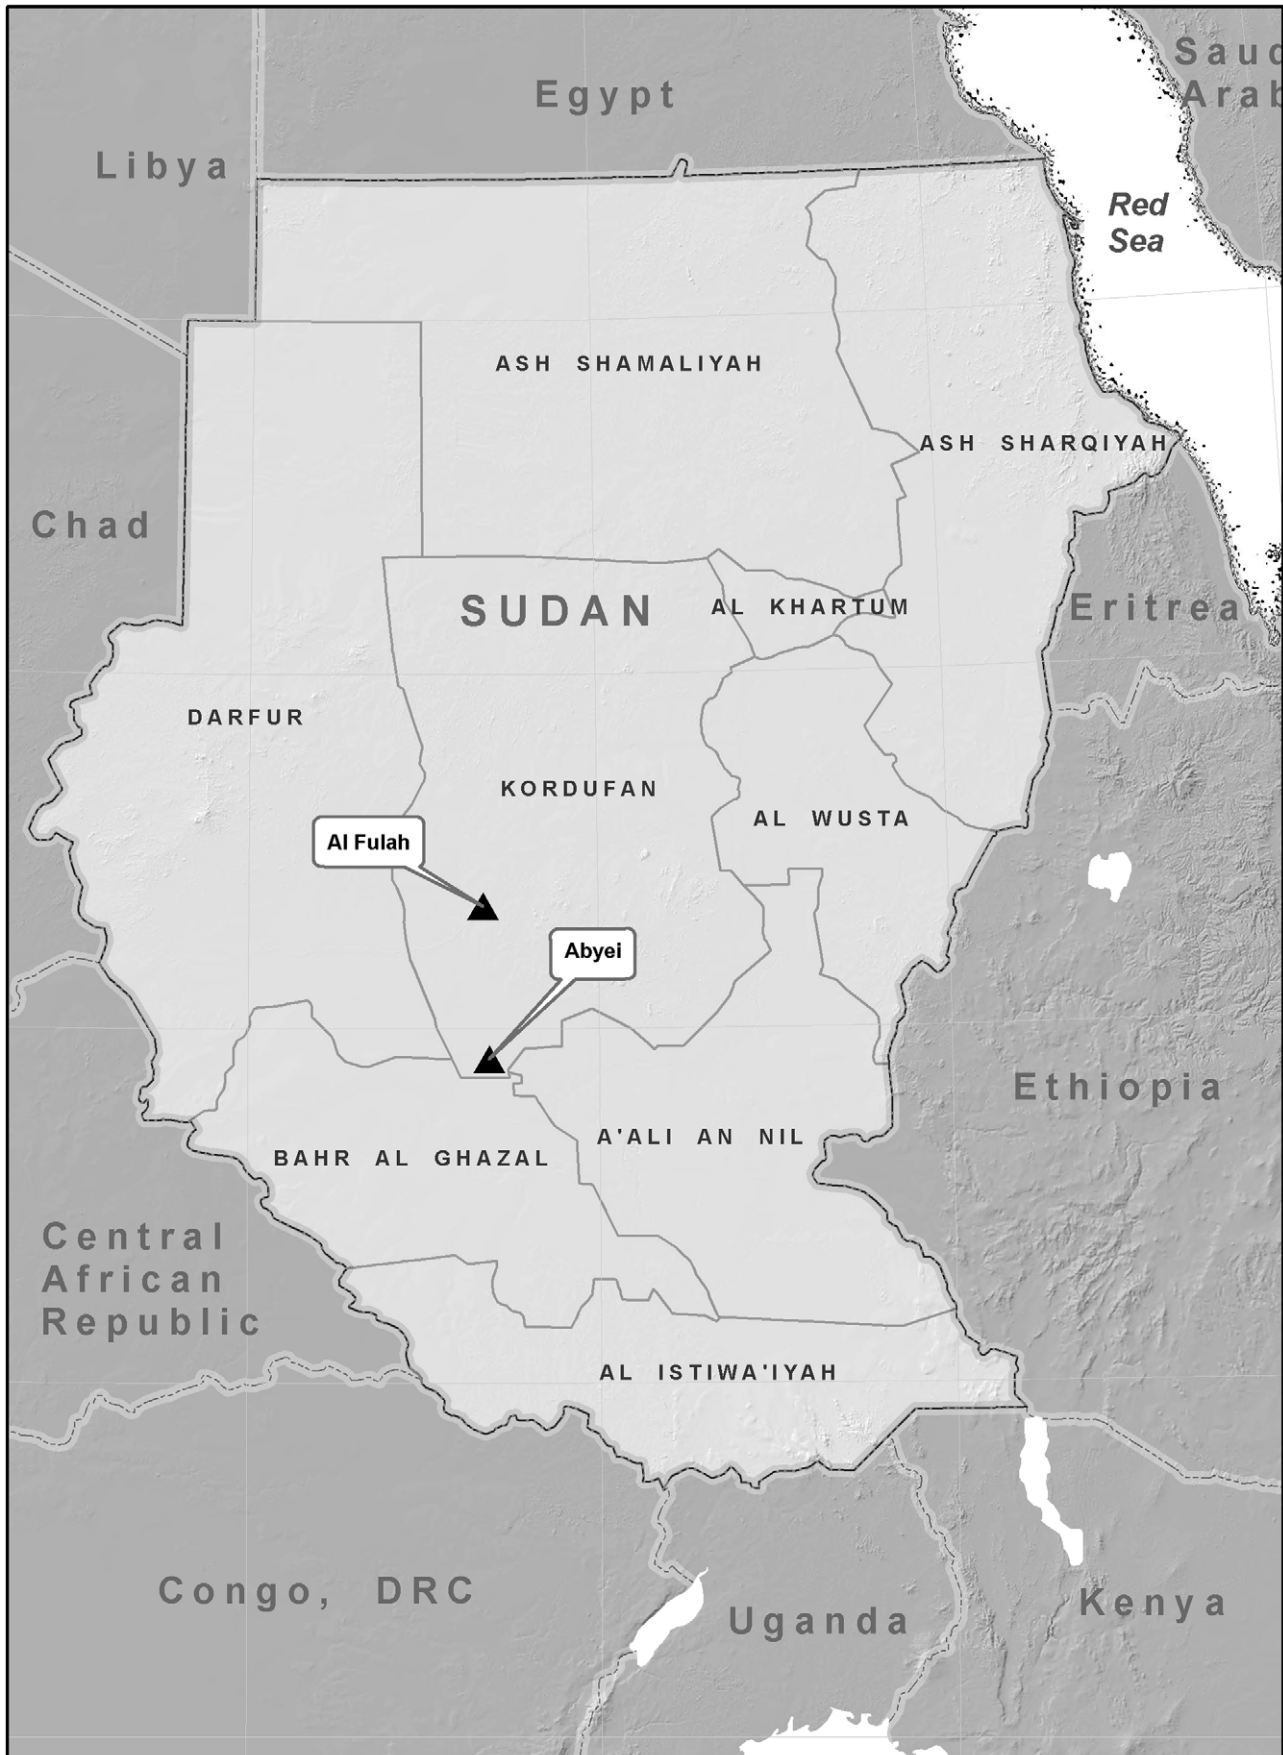 Egypt
Saud
Arab
Libya
Red
Sea
ASH SHAMALIYAH
ASH SHARQIYAH
Chad
SUDAN
AL KHARTUM
Eritrea
DARFUR
KORDUFAN
AL WUSTA
Al Fulah
Abyei
Ethiopia
A'ALI AN NIL
BAHR AL GHAZAL
Central
African
Republic
AL ISTIWA'IYAH
Congo, DRC
Uganda
Kenya